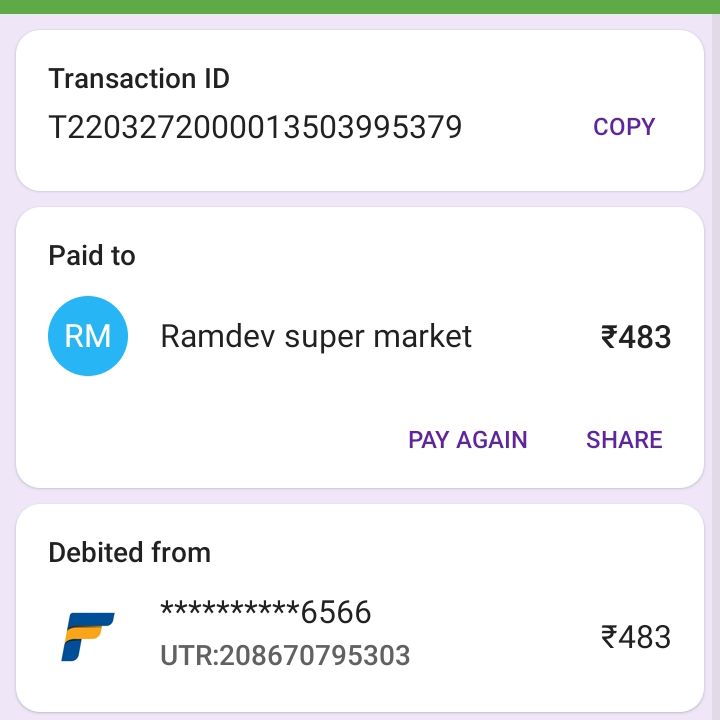 Transaction ID
T2203272000013503995379
COPY
Paid to
RM
Ramdev super market
₹483
PAY AGAIN
SHARE
Debited from
**********6566
₹483
UTR:208670795303